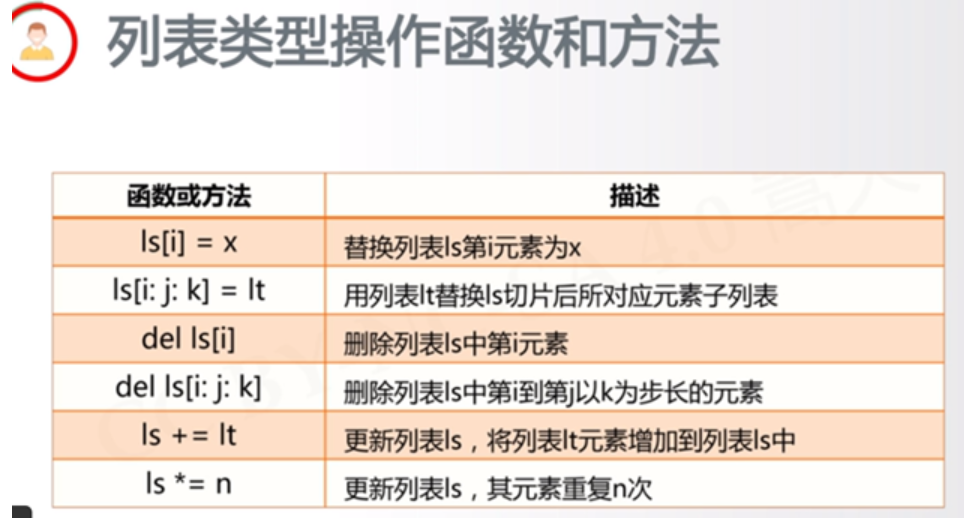 列表类型操作函数和方法
函数或方法 描述
ls[i] = x 替换列表ls第i元素为x
ls[i: j: k] = lt 用列表lt替换ls切片后所对应元素子列表
del ls[i] 删除列表ls中第i元素
del ls[i: j: k] 删除列表ls中第i到第j以k为步长的元素
ls += lt 更新列表ls，将列表lt元素增加到列表ls中
ls *= n 更新列表ls，其元素重复n次